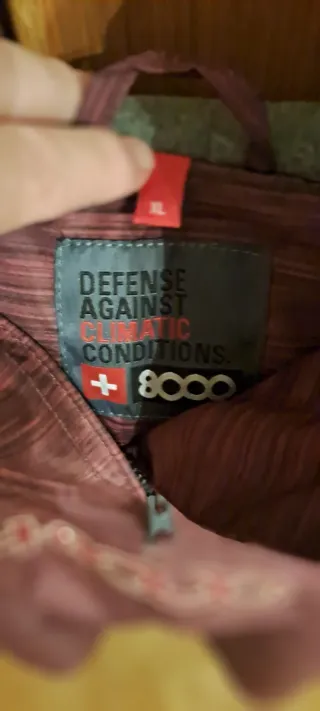 XL
DEFENSE
AGAINST
CLIMATIC
CONDITIONS.
8000